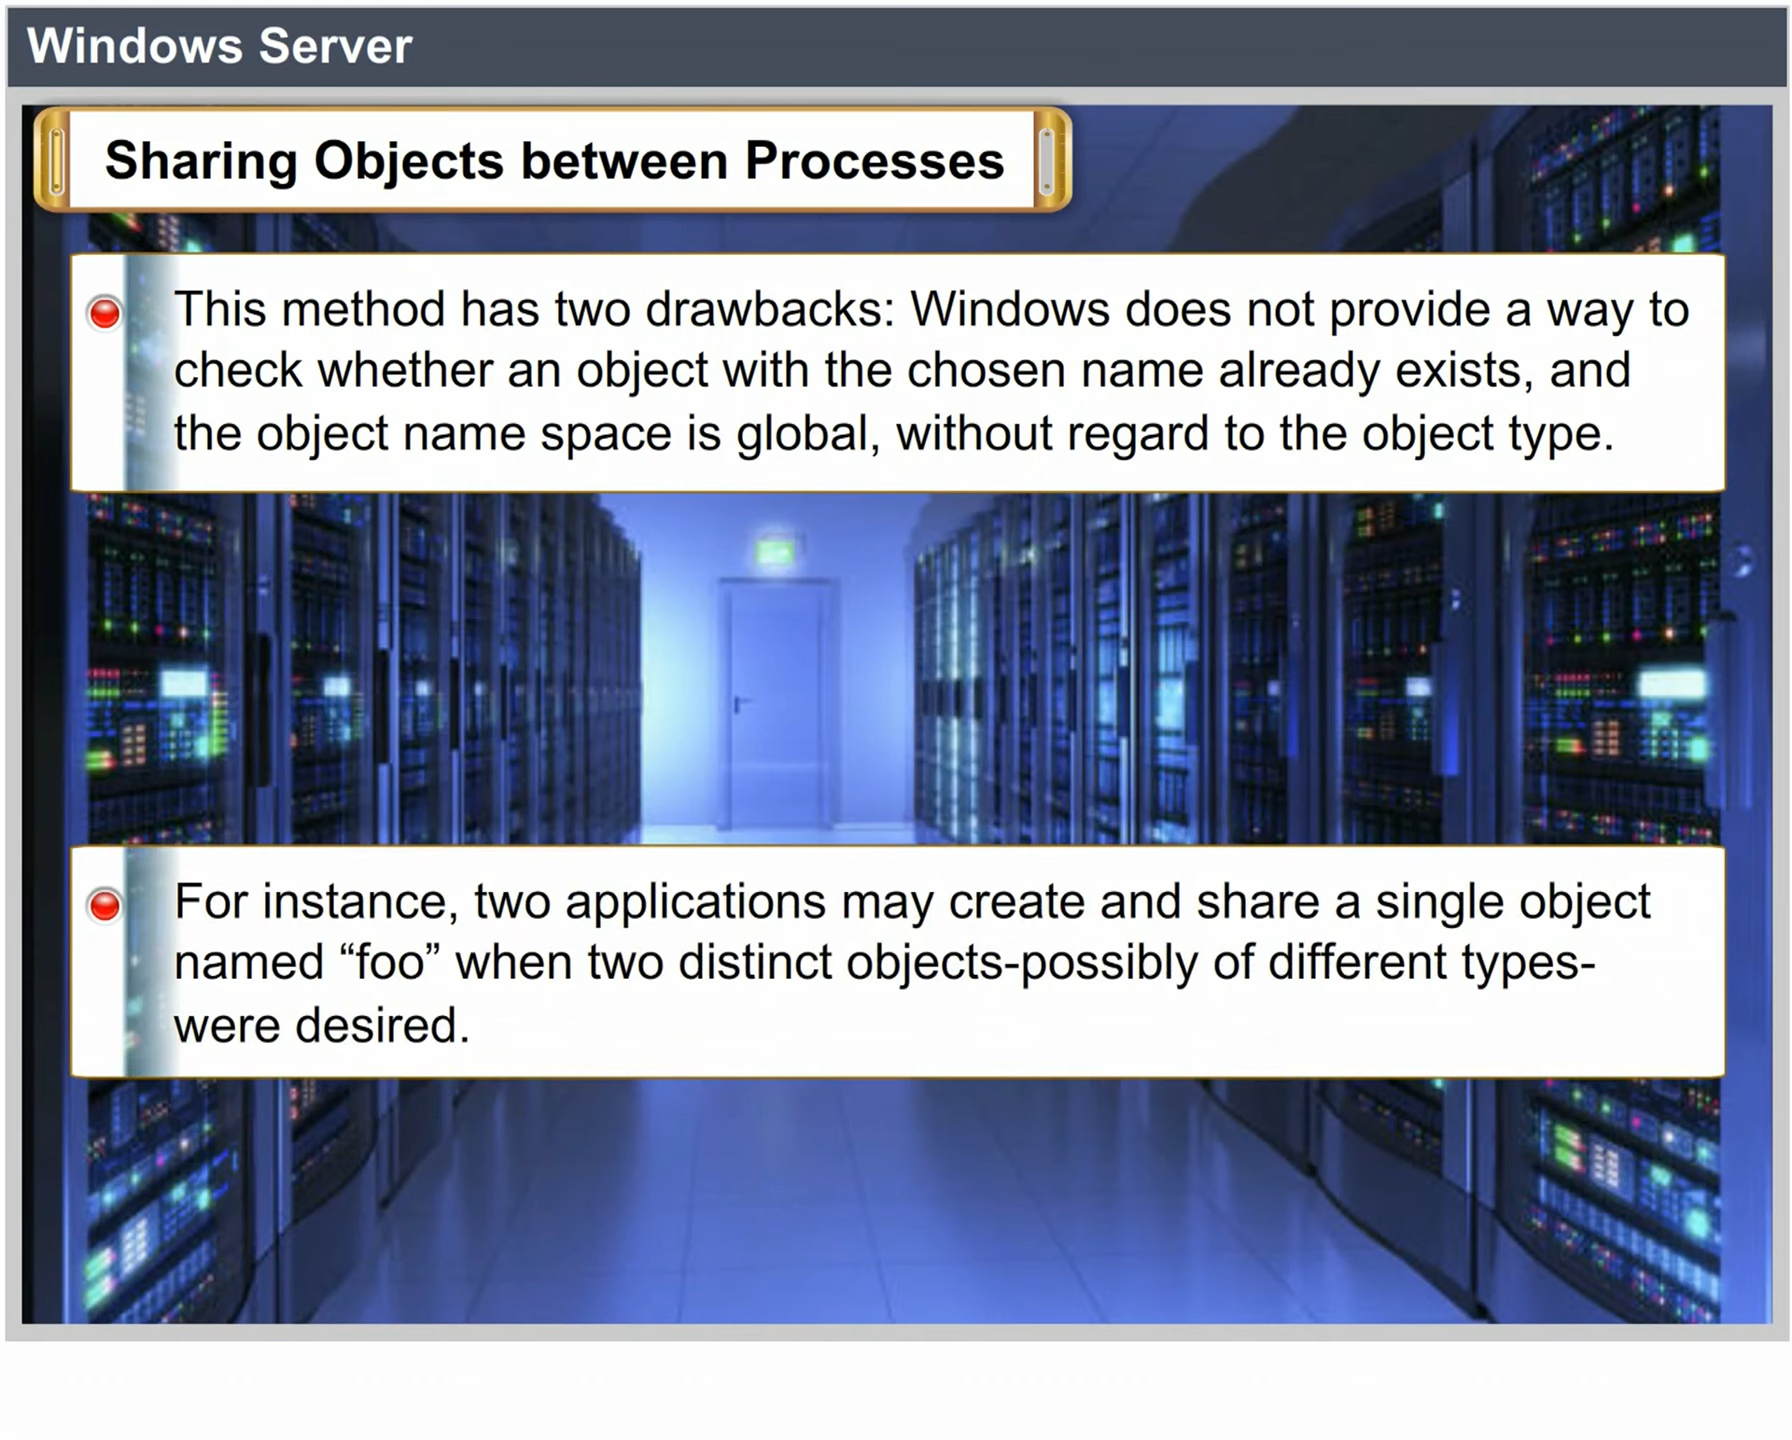 Windows Server
Sharing Objects between Processes
This method has two drawbacks: Windows does not provide a way to
check whether an object with the chosen name already exists, and
the object name space is global, without regard to the object type.
For instance, two applications may create and share a single object
named “foo” when two distinct objects-possibly of different types-
were desired.